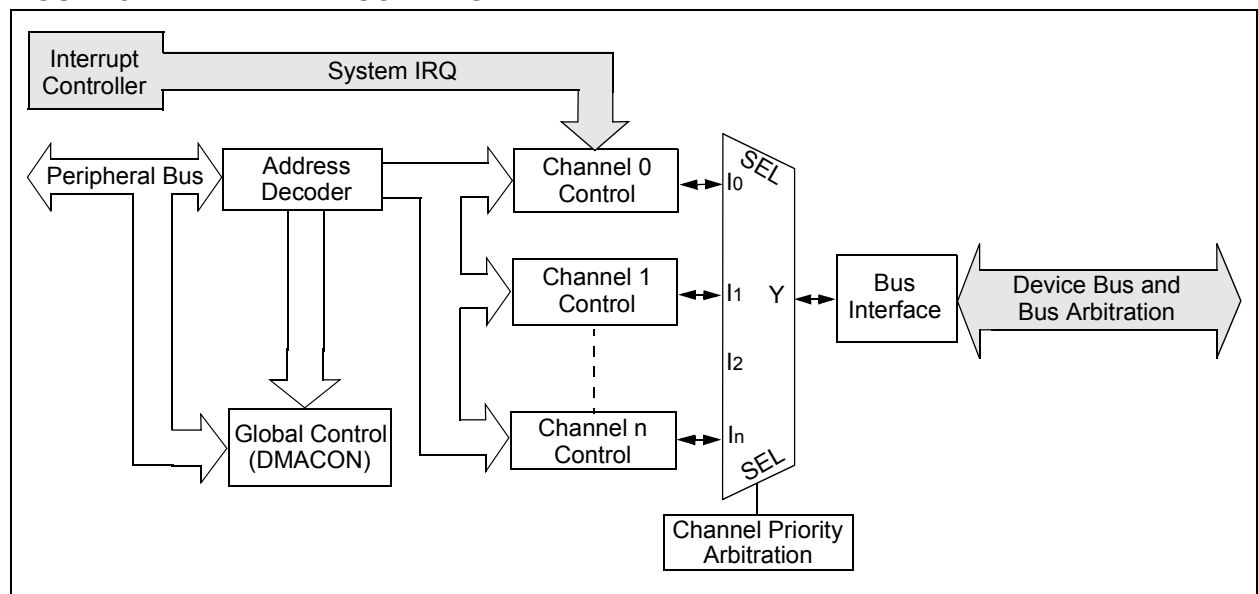 Interrupt
Controller
System IRQ
Peripheral Bus
Address
Decoder
Channel 0
Control
SEL
I0
Channel 1
Control
I1
Y
Bus
Interface
Device Bus and
Bus Arbitration
I2
Global Control
(DMACON)
Channel n
Control
In
SEL
Channel Priority
Arbitration